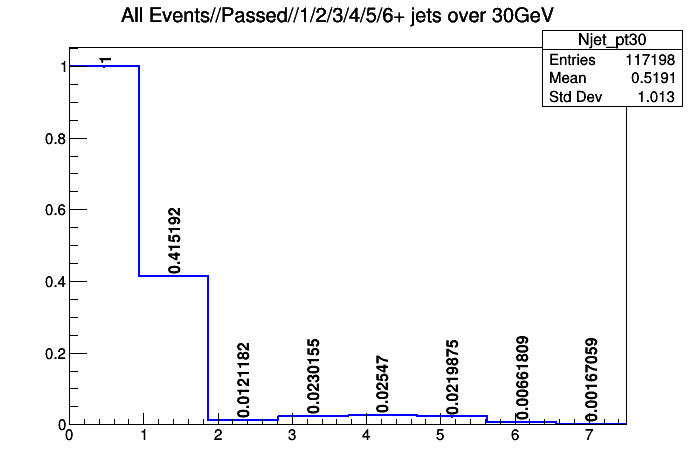 All Events//Passed//1/2/3/4/5/6+ jets over 30GeV
Njet_pt30
Entries 117198
Mean 0.5191
Std Dev 1.013
1
0.8
0.6
0.4
0.2
0
1
0.415192
0.0121182
0.0230155
0.02547
0.0219875
0.00661809
0.00167059
0 1 2 3 4 5 6 7